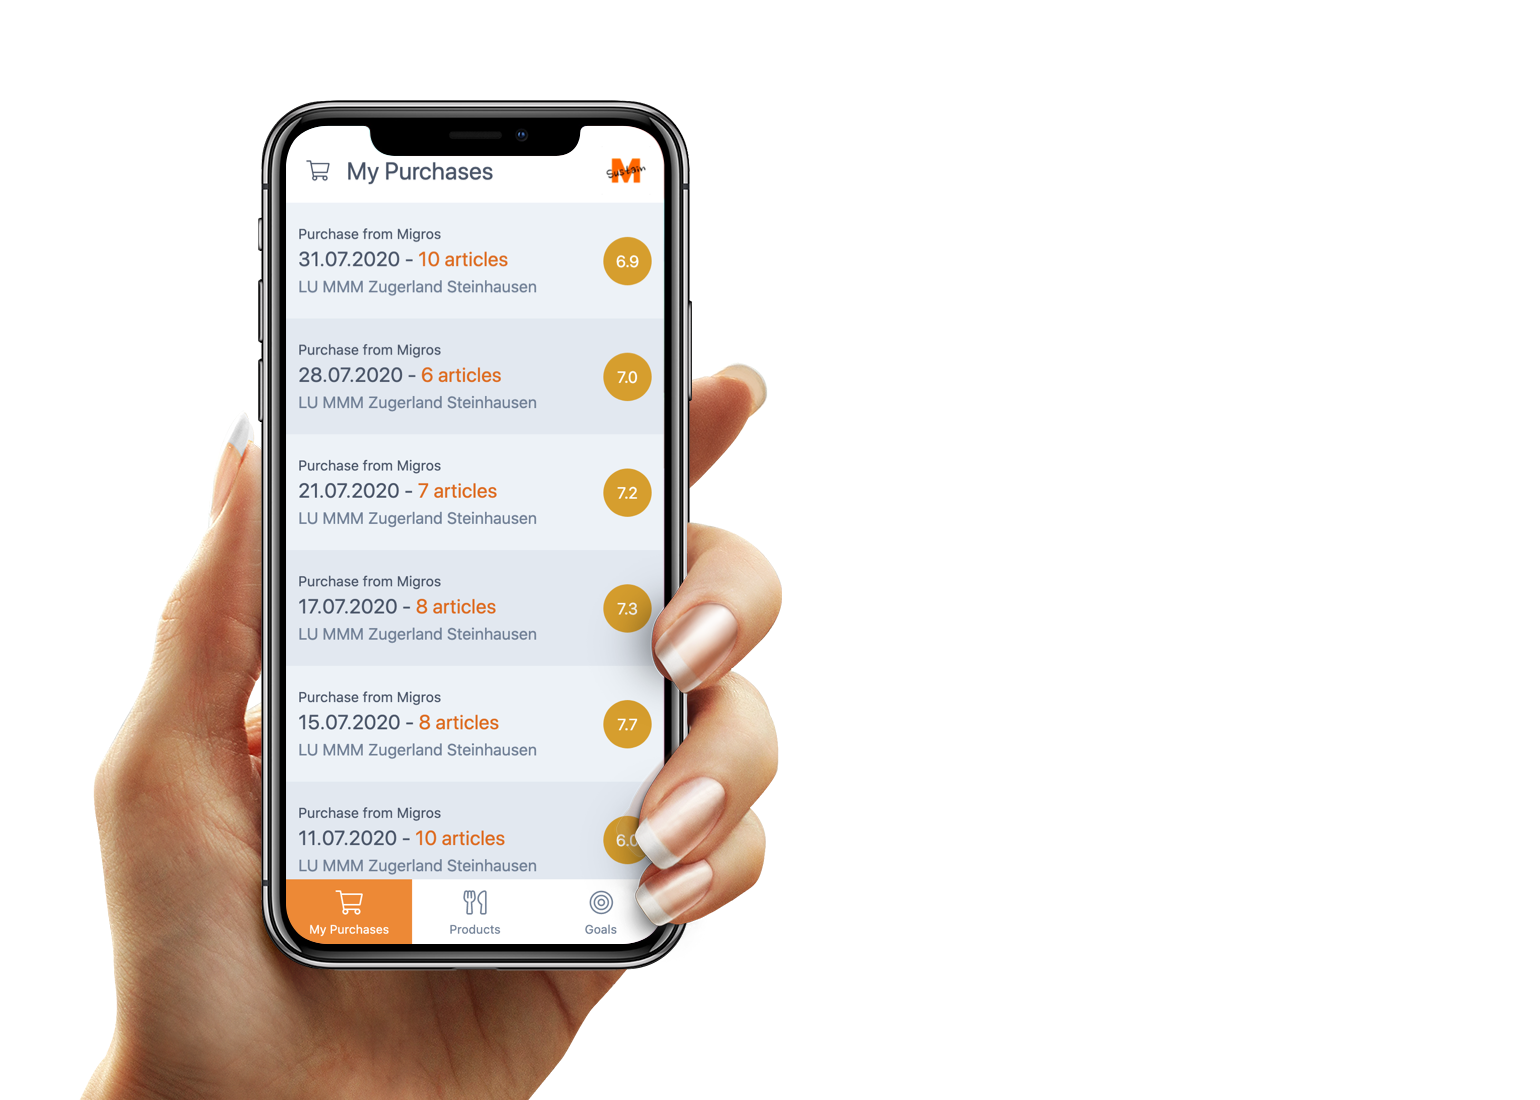 My Purchases
Sustain
M
Purchase from Migros
31.07.2020 - 10 articles
6.9
LU MMM Zugerland Steinhausen
Purchase from Migros
28.07.2020 - 6 articles
7.0
LU MMM Zugerland Steinhausen
Purchase from Migros
21.07.2020 - 7 articles
7.2
LU MMM Zugerland Steinhausen
Purchase from Migros
17.07.2020 - 8 articles
7.3
LU MMM Zugerland Steinhausen
Purchase from Migros
15.07.2020 - 8 articles
7.7
LU MMM Zugerland Steinhausen
Purchase from Migros
11.07.2020 - 10 articles
6.0
LU MMM Zugerland Steinhausen
My Purchases
Products
Goals